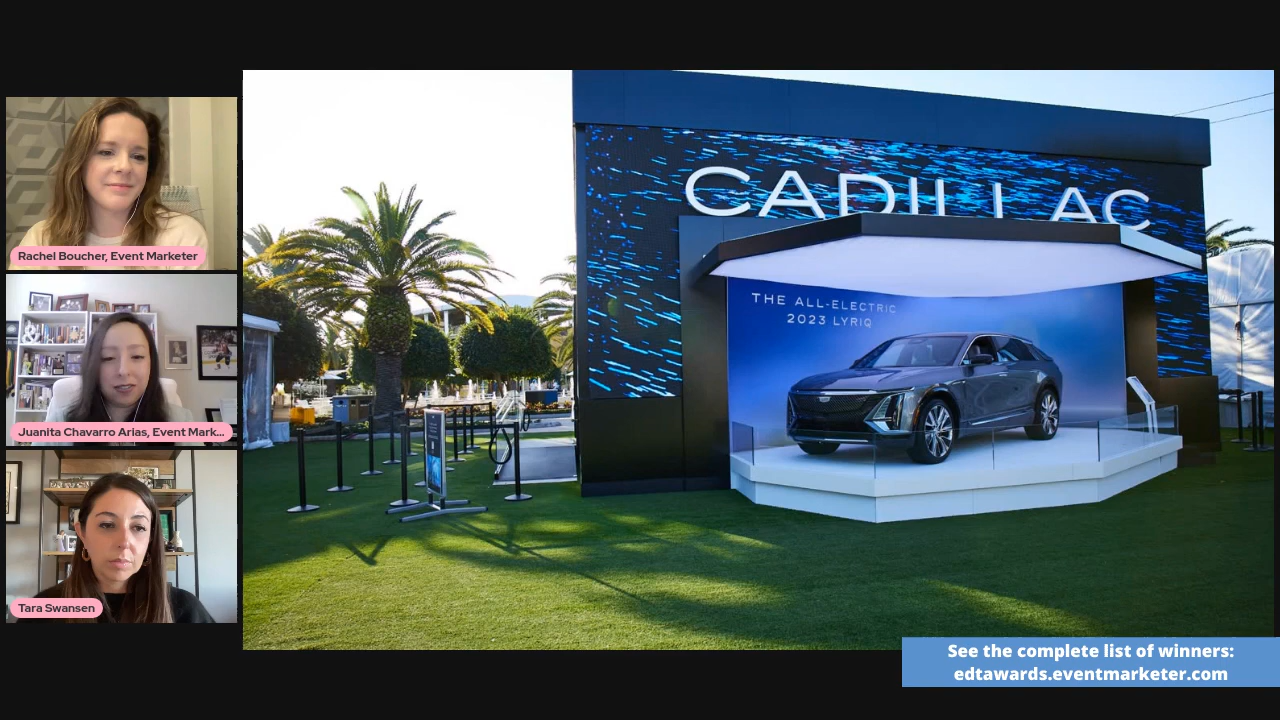 Rachel Boucher, Event Marketer
Juanita Chavarro Arias, Event Mark...
Tara Swansen
CADILLAC
THE ALL-ELECTRIC
2023 LYRIQ
See the complete list of winners:
edtawards.eventmarketer.com